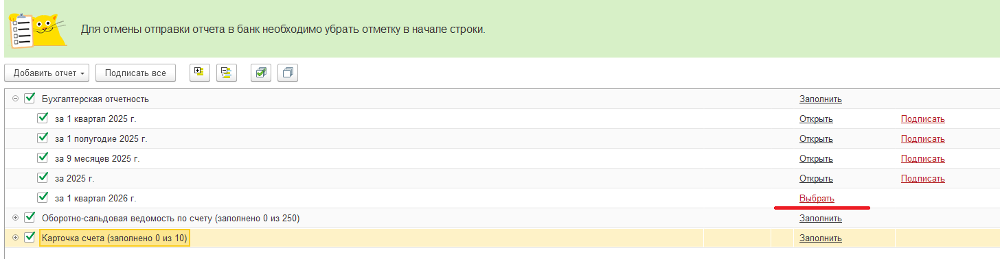 Для отмены отправки отчета в банк необходимо убрать отметку в начале строки.
Добавить отчет Подписать все
Бухгалтерская отчетность Заполнить
за 1 квартал 2025 г. Открыть Подписать
за 1 полугодие 2025 г. Открыть Подписать
за 9 месяцев 2025 г. Открыть Подписать
за 2025 г. Открыть Подписать
за 1 квартал 2026 г. Выбрать
Оборотно-сальдовая ведомость по счету (заполнено 0 из 250) Заполнить
Карточка счета (заполнено 0 из 10) Заполнить